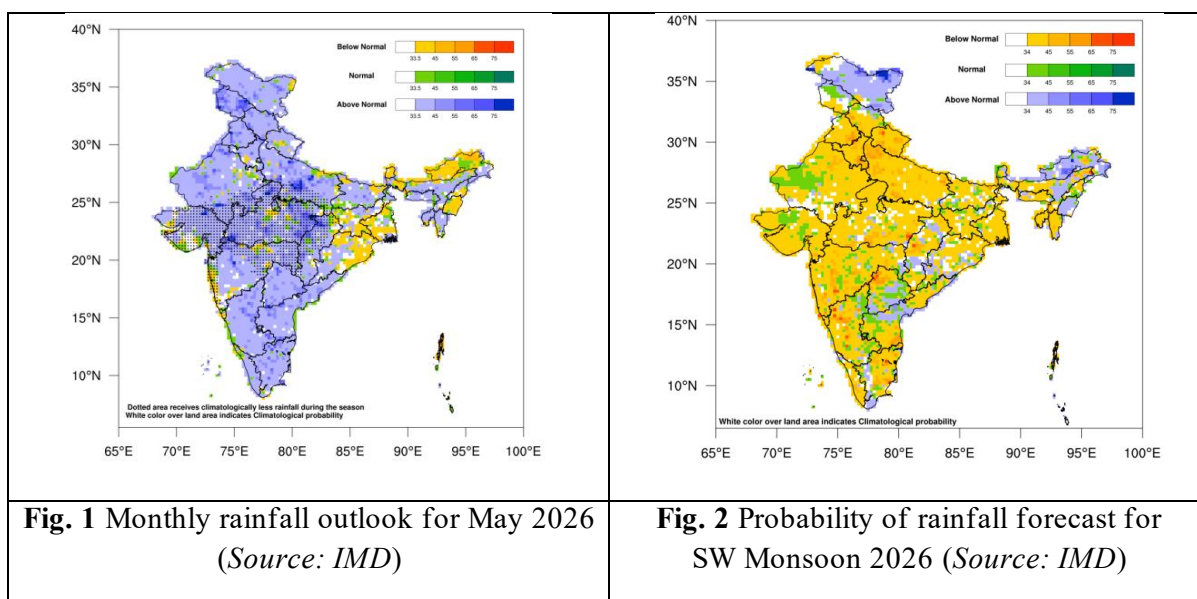 40°N
35°N
30°N
25°N
20°N
15°N
10°N
65°E 70°E 75°E 80°E 85°E 90°E 95°E 100°E
Below Normal
33.5 45 55 65 75
Normal
33.5 45 55 65 75
Above Normal
33.5 45 55 65 75
Dotted area receives climatologically less rainfall during the season
White color over land area indicates Climatological probability
40°N
35°N
30°N
25°N
20°N
15°N
10°N
65°E 70°E 75°E 80°E 85°E 90°E 95°E 100°E
Below Normal
34 45 55 65 75
Normal
34 45 55 65 75
Above Normal
34 45 55 65 75
White color over land area indicates Climatological probability
Fig. 1 Monthly rainfall outlook for May 2026
(Source: IMD)
Fig. 2 Probability of rainfall forecast for
SW Monsoon 2026 (Source: IMD)